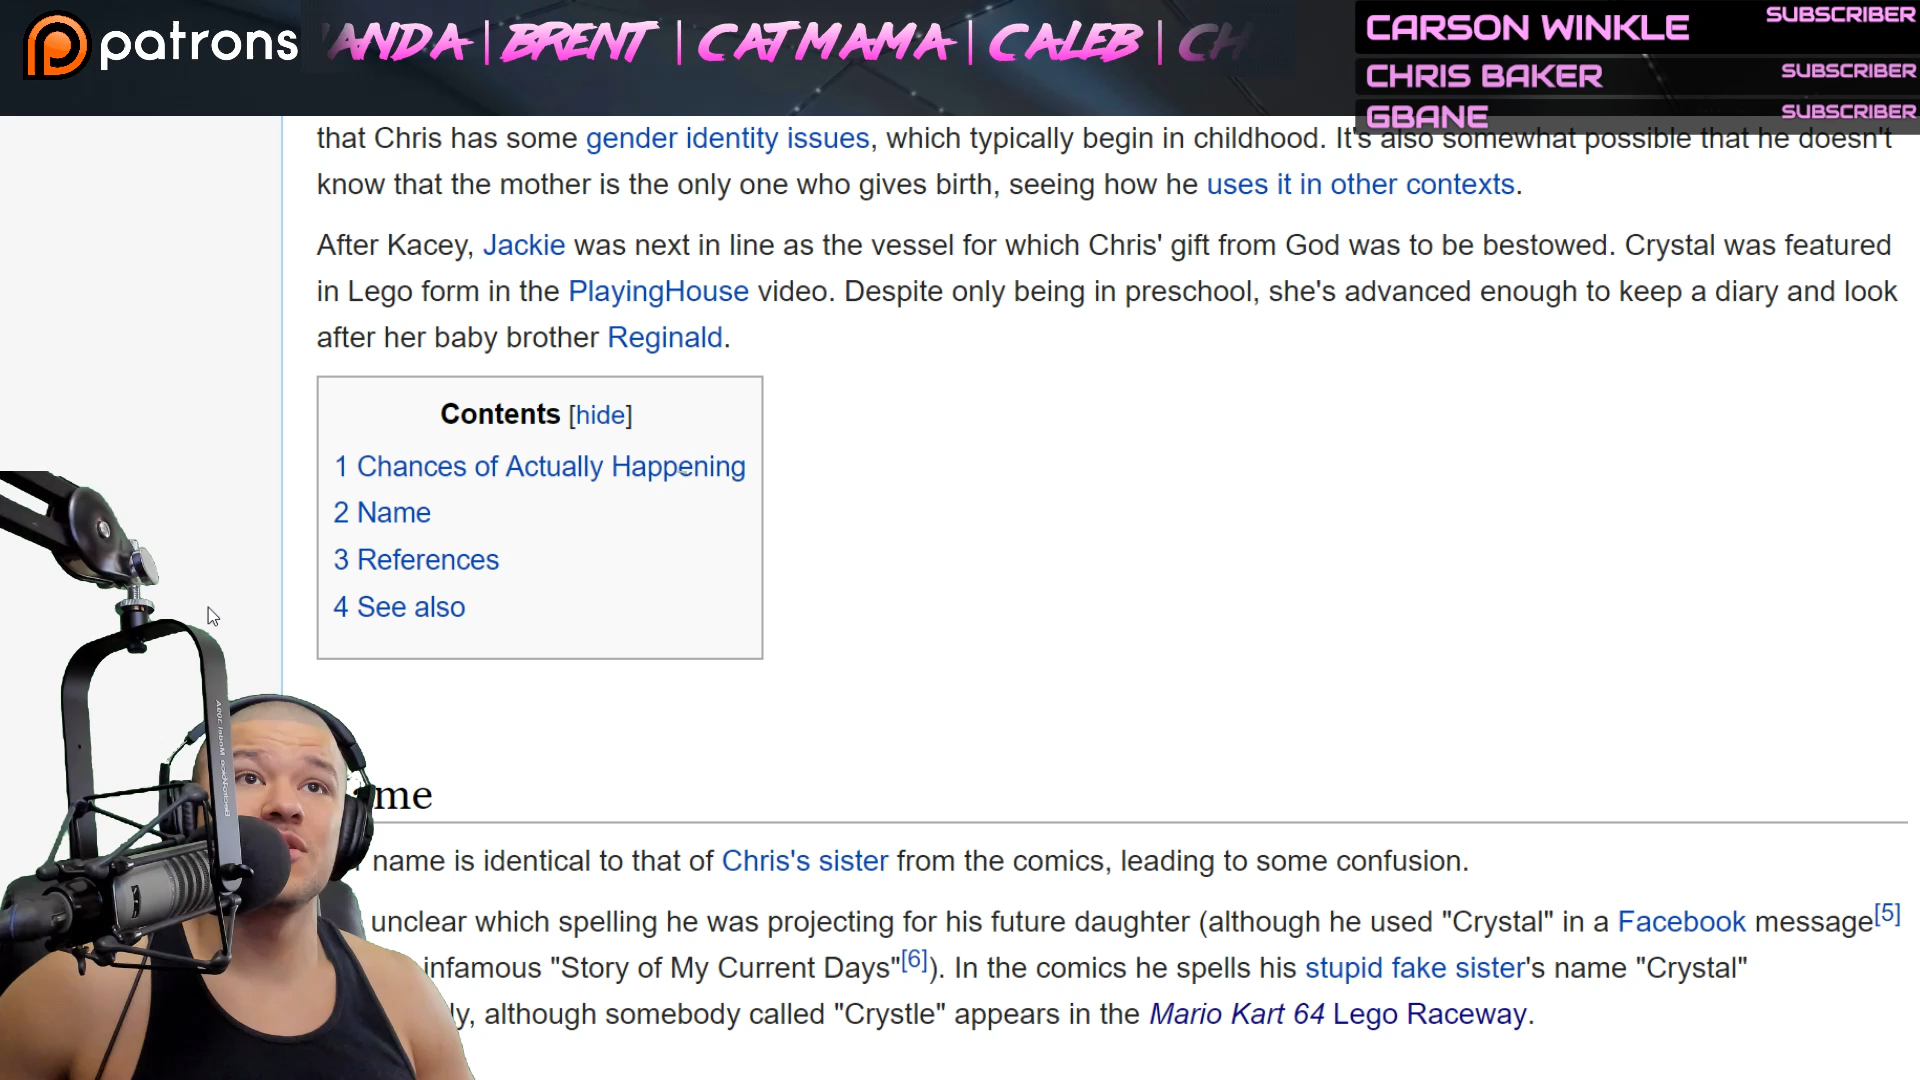 patrons
ANDA | BRENT | CATMAMA | CALEB | CH
CARSON WINKLE SUBSCRIBER
CHRIS BAKER SUBSCRIBER
GBANE SUBSCRIBER
that Chris has some gender identity issues, which typically begin in childhood. It's also somewhat possible that he doesn't
know that the mother is the only one who gives birth, seeing how he uses it in other contexts.
After Kacey, Jackie was next in line as the vessel for which Chris' gift from God was to be bestowed. Crystal was featured
in Lego form in the PlayingHouse video. Despite only being in preschool, she's advanced enough to keep a diary and look
after her baby brother Reginald.
Contents [hide]
1 Chances of Actually Happening
2 Name
3 References
4 See also
me
name is identical to that of Chris's sister from the comics, leading to some confusion.
unclear which spelling he was projecting for his future daughter (although he used "Crystal" in a Facebook message[5]
infamous "Story of My Current Days"[6]). In the comics he spells his stupid fake sister's name "Crystal"
ly, although somebody called "Crystle" appears in the Mario Kart 64 Lego Raceway.